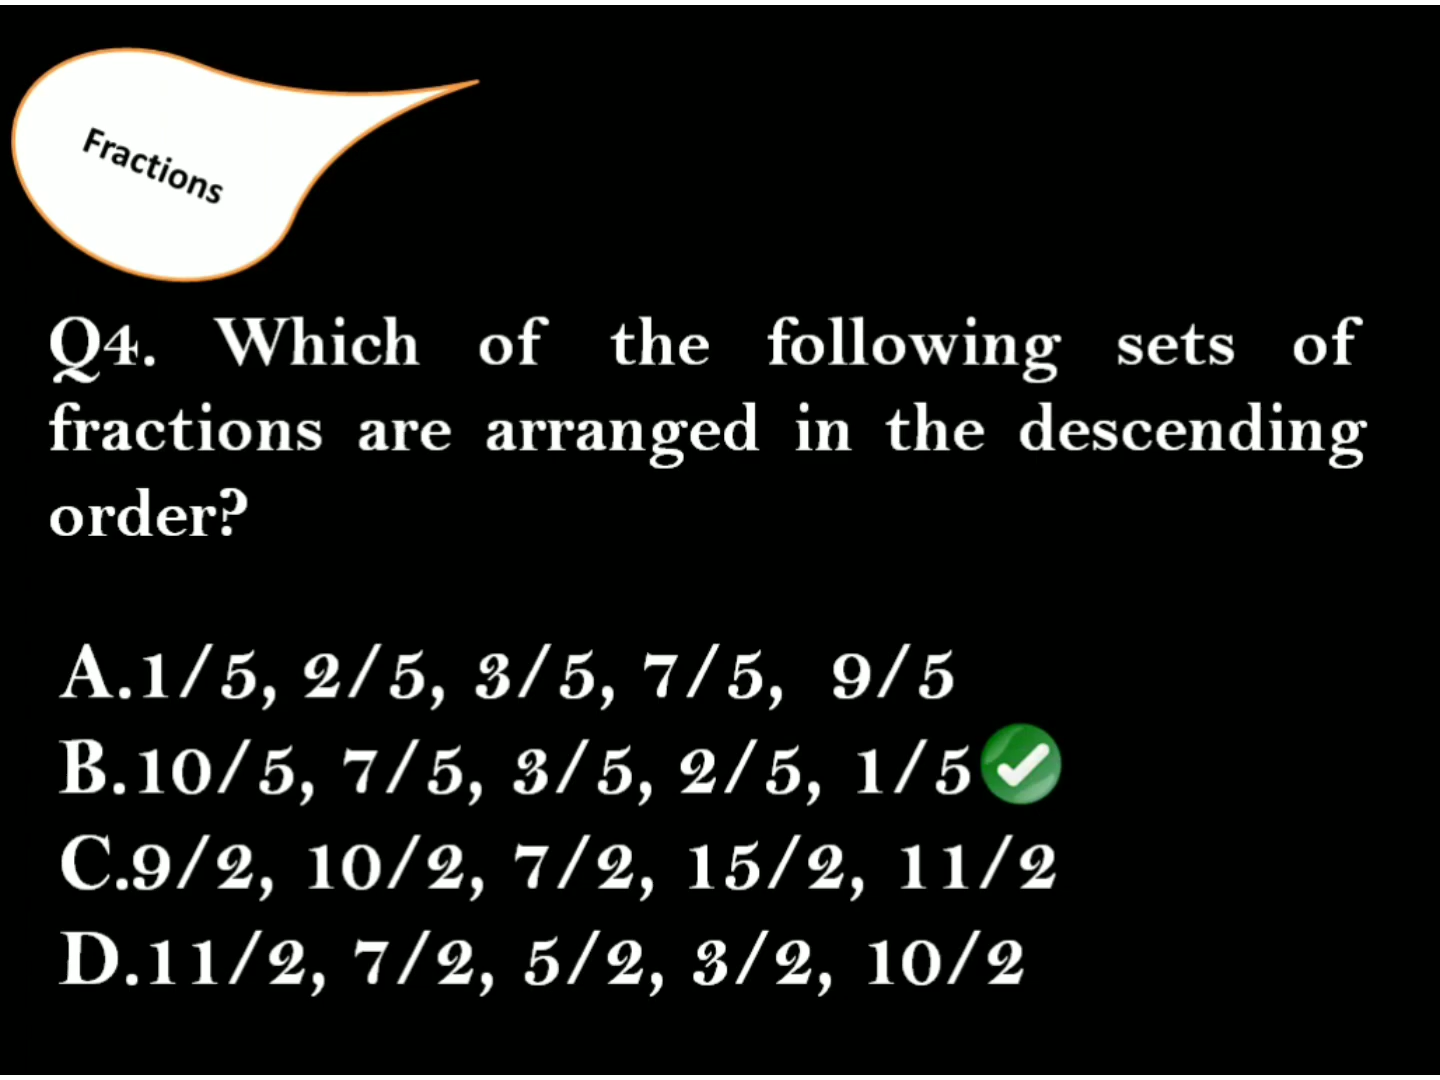 Fractions
Q4. Which of the following sets of
fractions are arranged in the descending
order?
A.1/5, 2/5, 3/5, 7/5, 9/5
B.10/5, 7/5, 3/5, 2/5, 1/5
C.9/2, 10/2, 7/2, 15/2, 11/2
D.11/2, 7/2, 5/2, 3/2, 10/2